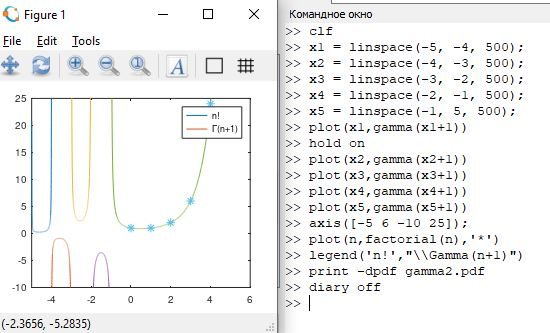 Figure 1
File Edit Tools
A
25
20
15
10
5
0
-5
-10
-4
-2
0
2
4
6
n!
Γ(n+1)
(-2.3656, -5.2835)
Командное окно
>> clf
>> x1 = linspace(-5, -4, 500);
>> x2 = linspace(-4, -3, 500);
>> x3 = linspace(-3, -2, 500);
>> x4 = linspace(-2, -1, 500);
>> x5 = linspace(-1, 5, 500);
>> plot(x1,gamma(x1+1))
>> hold on
>> plot(x2,gamma(x2+1))
>> plot(x3,gamma(x3+1))
>> plot(x4,gamma(x4+1))
>> plot(x5,gamma(x5+1))
>> axis([-5 6 -10 25]);
>> plot(n,factorial(n),'*')
>> legend('n!',"\\Gamma(n+1)")
>> print -dpdf gamma2.pdf
>> diary off
>>